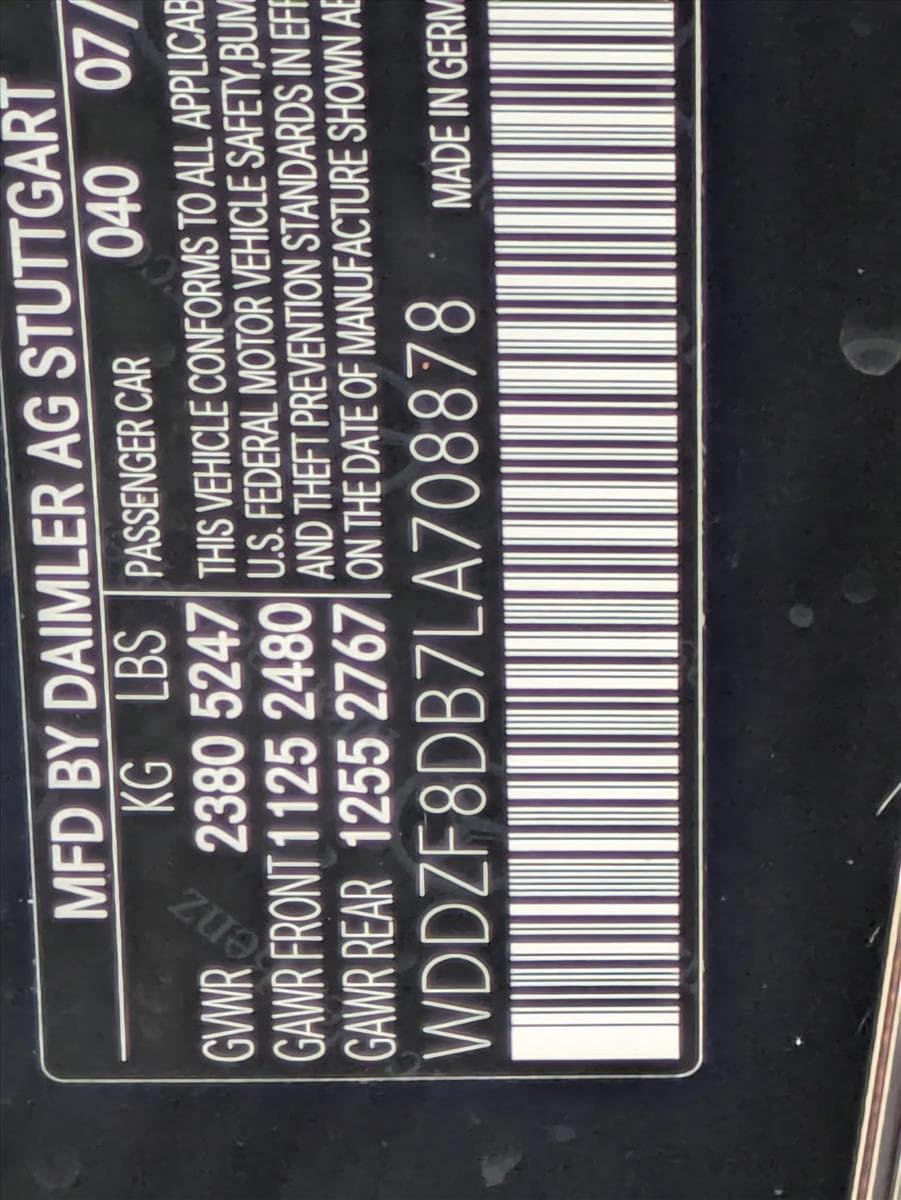 MFD BY DAIMLER AG STUTTGART
040 07/
KG LBS PASSENGER CAR
GVWR 2380 5247 THIS VEHICLE CONFORMS TO ALL APPLICAB
GAWR FRONT 1125 2480 U.S. FEDERAL MOTOR VEHICLE SAFETY,BUM
GAWR REAR 1255 2767 AND THEFT PREVENTION STANDARDS IN EFF
ON THE DATE OF MANUFACTURE SHOWN AB
WDDZF8DB7LA708878 MADE IN GERM